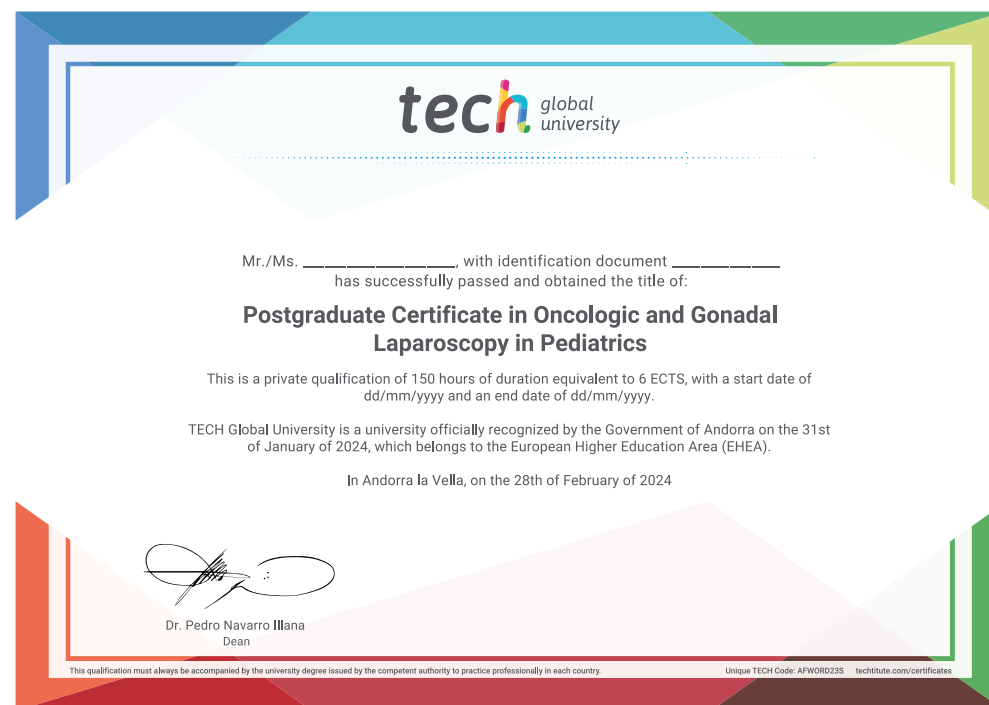 tech global
university
Mr./Ms. ____________________, with identification document ______________
has successfully passed and obtained the title of:
Postgraduate Certificate in Oncologic and Gonadal
Laparoscopy in Pediatrics
This is a private qualification of 150 hours of duration equivalent to 6 ECTS, with a start date of
dd/mm/yyyy and an end date of dd/mm/yyyy.
TECH Global University is a university officially recognized by the Government of Andorra on the 31st
of January of 2024, which belongs to the European Higher Education Area (EHEA).
In Andorra la Vella, on the 28th of February of 2024
Dr. Pedro Navarro Illana
Dean
This qualification must always be accompanied by the university degree issued by the competent authority to practice professionally in each country.
Unique TECH Code: AFWORD23S techtitute.com/certificates